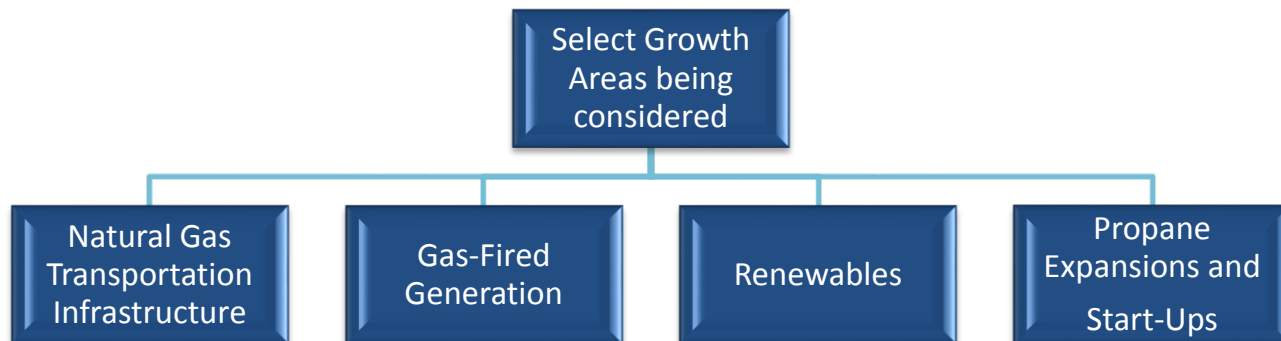 Select Growth
Areas being
considered
Natural Gas
Transportation
Infrastructure
Gas-Fired
Generation
Renewables
Propane
Expansions and
Start-Ups